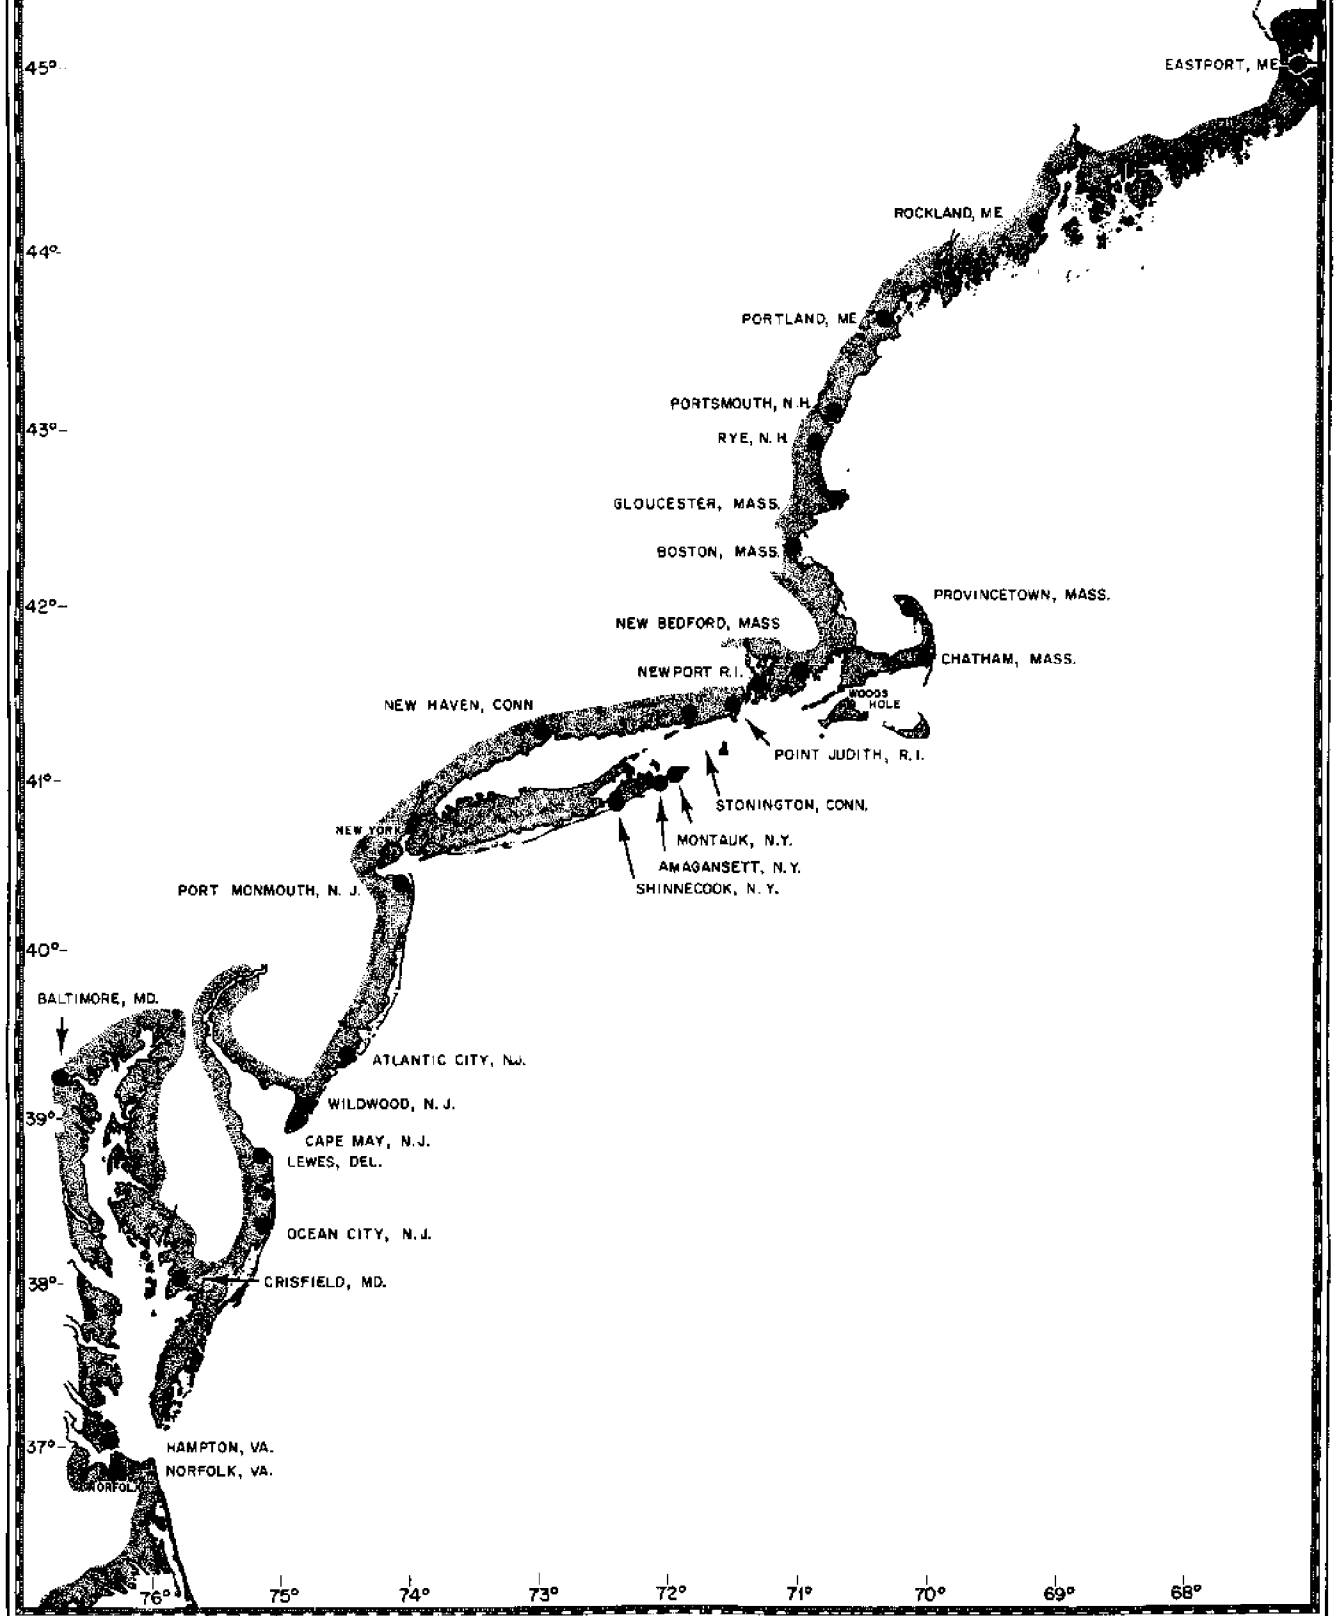 45°
EASTPORT, ME
ROCKLAND, ME
44°
PORTLAND, ME
PORTSMOUTH, N.H.
43°
RYE, N.H.
GLOUCESTER, MASS.
BOSTON, MASS.
42°
PROVINCETOWN, MASS.
NEW BEDFORD, MASS
CHATHAM, MASS.
NEWPORT R.I.
WOODS
HOLE
NEW HAVEN, CONN
POINT JUDITH, R.I.
41°
STONINGTON, CONN.
NEW YORK
MONTAUK, N.Y.
AMAGANSETT, N.Y.
SHINNECOCK, N.Y.
PORT MONMOUTH, N. J.
40°
BALTIMORE, MD.
ATLANTIC CITY, N.J.
WILDWOOD, N. J.
39°
CAPE MAY, N.J.
LEWES, DEL.
OCEAN CITY, N.J.
38°
CRISFIELD, MD.
37°
HAMPTON, VA.
NORFOLK, VA.
NORFOLK
76° 75° 74° 73° 72° 71° 70° 69° 68°